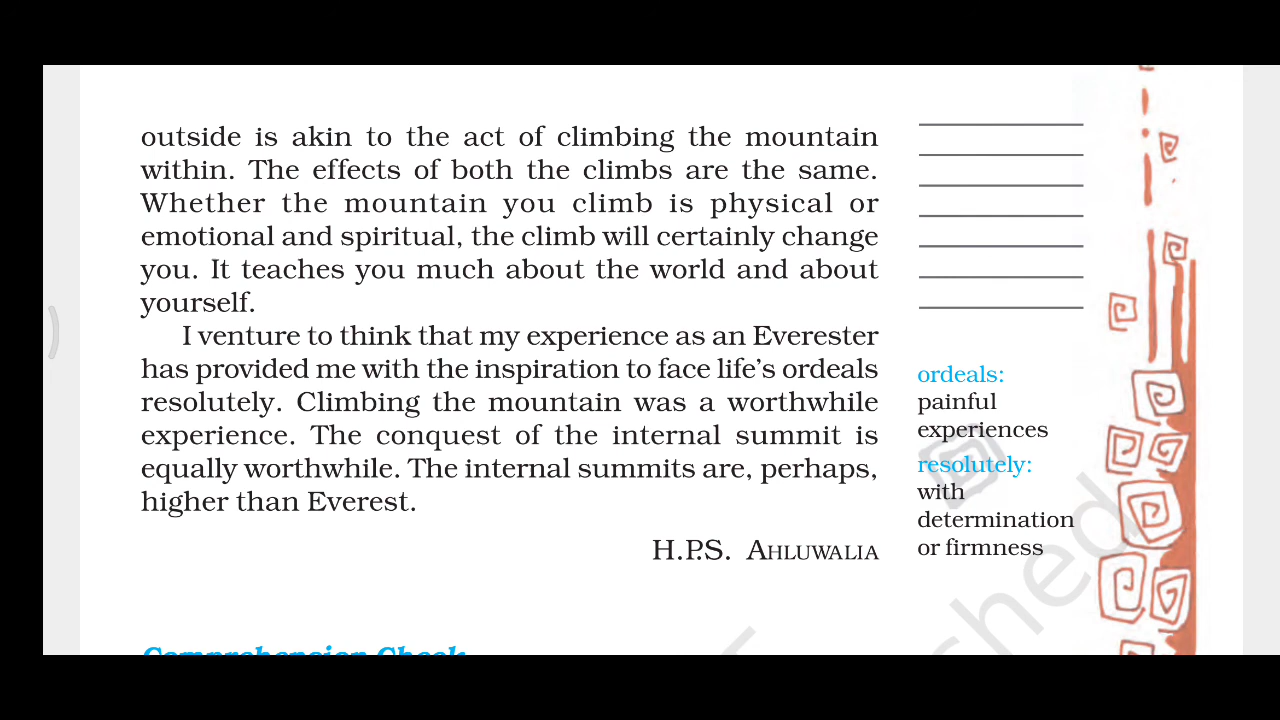 outside is akin to the act of climbing the mountain
within. The effects of both the climbs are the same.
Whether the mountain you climb is physical or
emotional and spiritual, the climb will certainly change
you. It teaches you much about the world and about
yourself.
I venture to think that my experience as an Everester
has provided me with the inspiration to face life's ordeals
resolutely. Climbing the mountain was a worthwhile
experience. The conquest of the internal summit is
equally worthwhile. The internal summits are, perhaps,
higher than Everest.
H.P.S. AHLUWALIA
ordeals:
painful
experiences
resolutely:
with
determination
or firmness
Comprehension Check